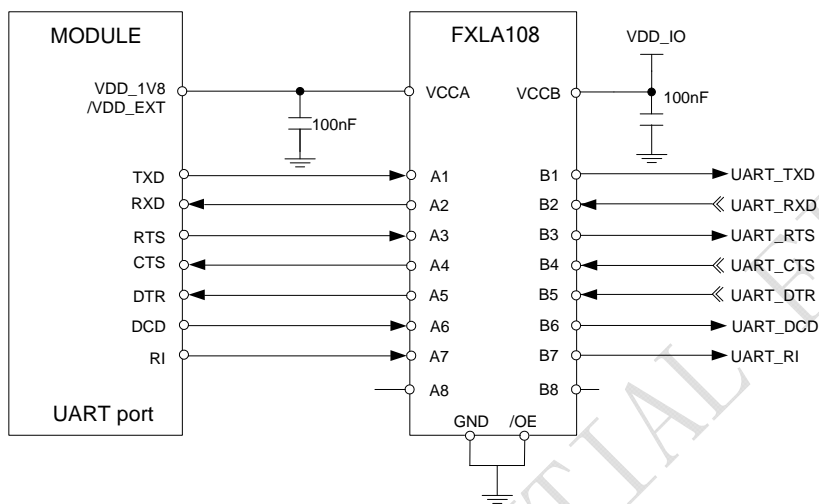 MODULE
FXLA108
VDD_IO
VDD_1V8
/VDD_EXT
VCCA
VCCB
100nF
100nF
TXD
A1
B1
UART_TXD
RXD
A2
B2
UART_RXD
RTS
A3
B3
UART_RTS
CTS
A4
B4
UART_CTS
DTR
A5
B5
UART_DTR
DCD
A6
B6
UART_DCD
RI
A7
B7
UART_RI
A8
B8
UART port
GND
/OE